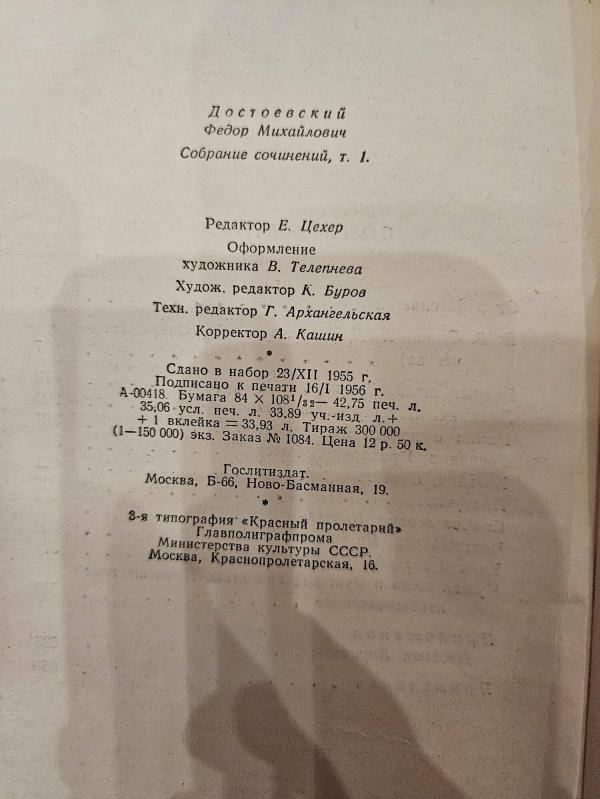 Достоевский
Федор Михайлович
Собрание сочинений, т. 1.
Редактор Е. Цехер
Оформление
художника В. Телепнева
Худож. редактор К. Буров
Техн. редактор Г. Архангельская
Корректор А. Кашин
*
Сдано в набор 23/XII 1955 г.
Подписано к печати 16/I 1956 г.
А-00418. Бумага 84 × 108¹/₃₂— 42,75 печ. л.
35,06 усл. печ. л. 33,89 уч.-изд. л.+
+ 1 вклейка = 33,93 л. Тираж 300 000
(1—150 000) экз. Заказ № 1084. Цена 12 р. 50 к.
Гослитиздат.
Москва, Б-66, Ново-Басманная, 19.
*
3-я типография «Красный пролетарий»
Главполиграфпрома
Министерства культуры СССР.
Москва, Краснопролетарская, 16.